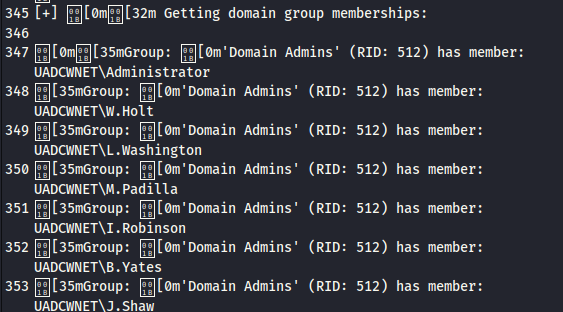 345 [+] [0m[32m Getting domain group memberships:
346
347 [0m[35mGroup: [0m'Domain Admins' (RID: 512) has member:
UADCWNET\Administrator
348 [35mGroup: [0m'Domain Admins' (RID: 512) has member:
UADCWNET\W.Holt
349 [35mGroup: [0m'Domain Admins' (RID: 512) has member:
UADCWNET\L.Washington
350 [35mGroup: [0m'Domain Admins' (RID: 512) has member:
UADCWNET\M.Padilla
351 [35mGroup: [0m'Domain Admins' (RID: 512) has member:
UADCWNET\I.Robinson
352 [35mGroup: [0m'Domain Admins' (RID: 512) has member:
UADCWNET\B.Yates
353 [35mGroup: [0m'Domain Admins' (RID: 512) has member:
UADCWNET\J.Shaw